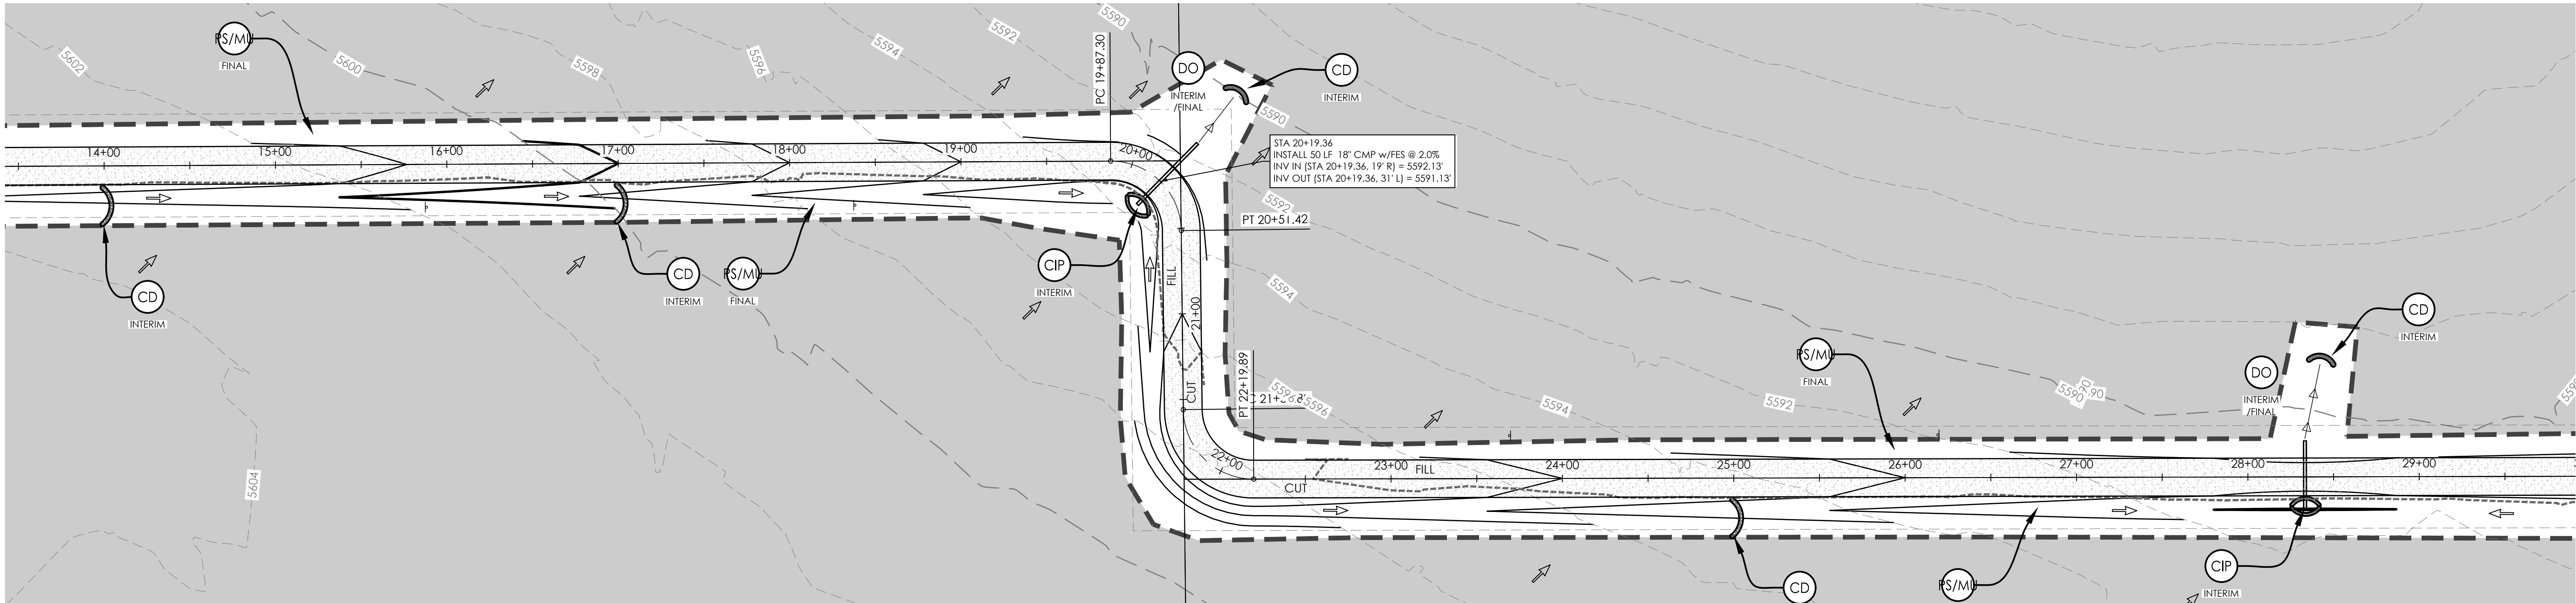 PS/MU
FINAL
5602
5600
5598
5596
5594
5592
5590
PC 19+87.30
DO
INTERIM
/FINAL
CD
INTERIM
5590
STA 20+19.36
INSTALL 50 LF 18" CMP w/FES @ 2.0%
INV IN (STA 20+19.36, 19' R) = 5592.13'
INV OUT (STA 20+19.36, 31' L) = 5591.13'
14+00
15+00
16+00
17+00
18+00
19+00
20+00
5592
PT 20+51.42
CIP
INTERIM
CD
INTERIM
PS/MU
FINAL
CD
INTERIM
FILL
21+00
5594
CUT
PT 22+19.89
5596
5594
5592
5590
PS/MU
FINAL
CD
INTERIM
DO
INTERIM
/FINAL
22+00
23+00
FILL
24+00
25+00
26+00
27+00
28+00
29+00
CUT
5604
CD
PS/MU
CIP
INTERIM